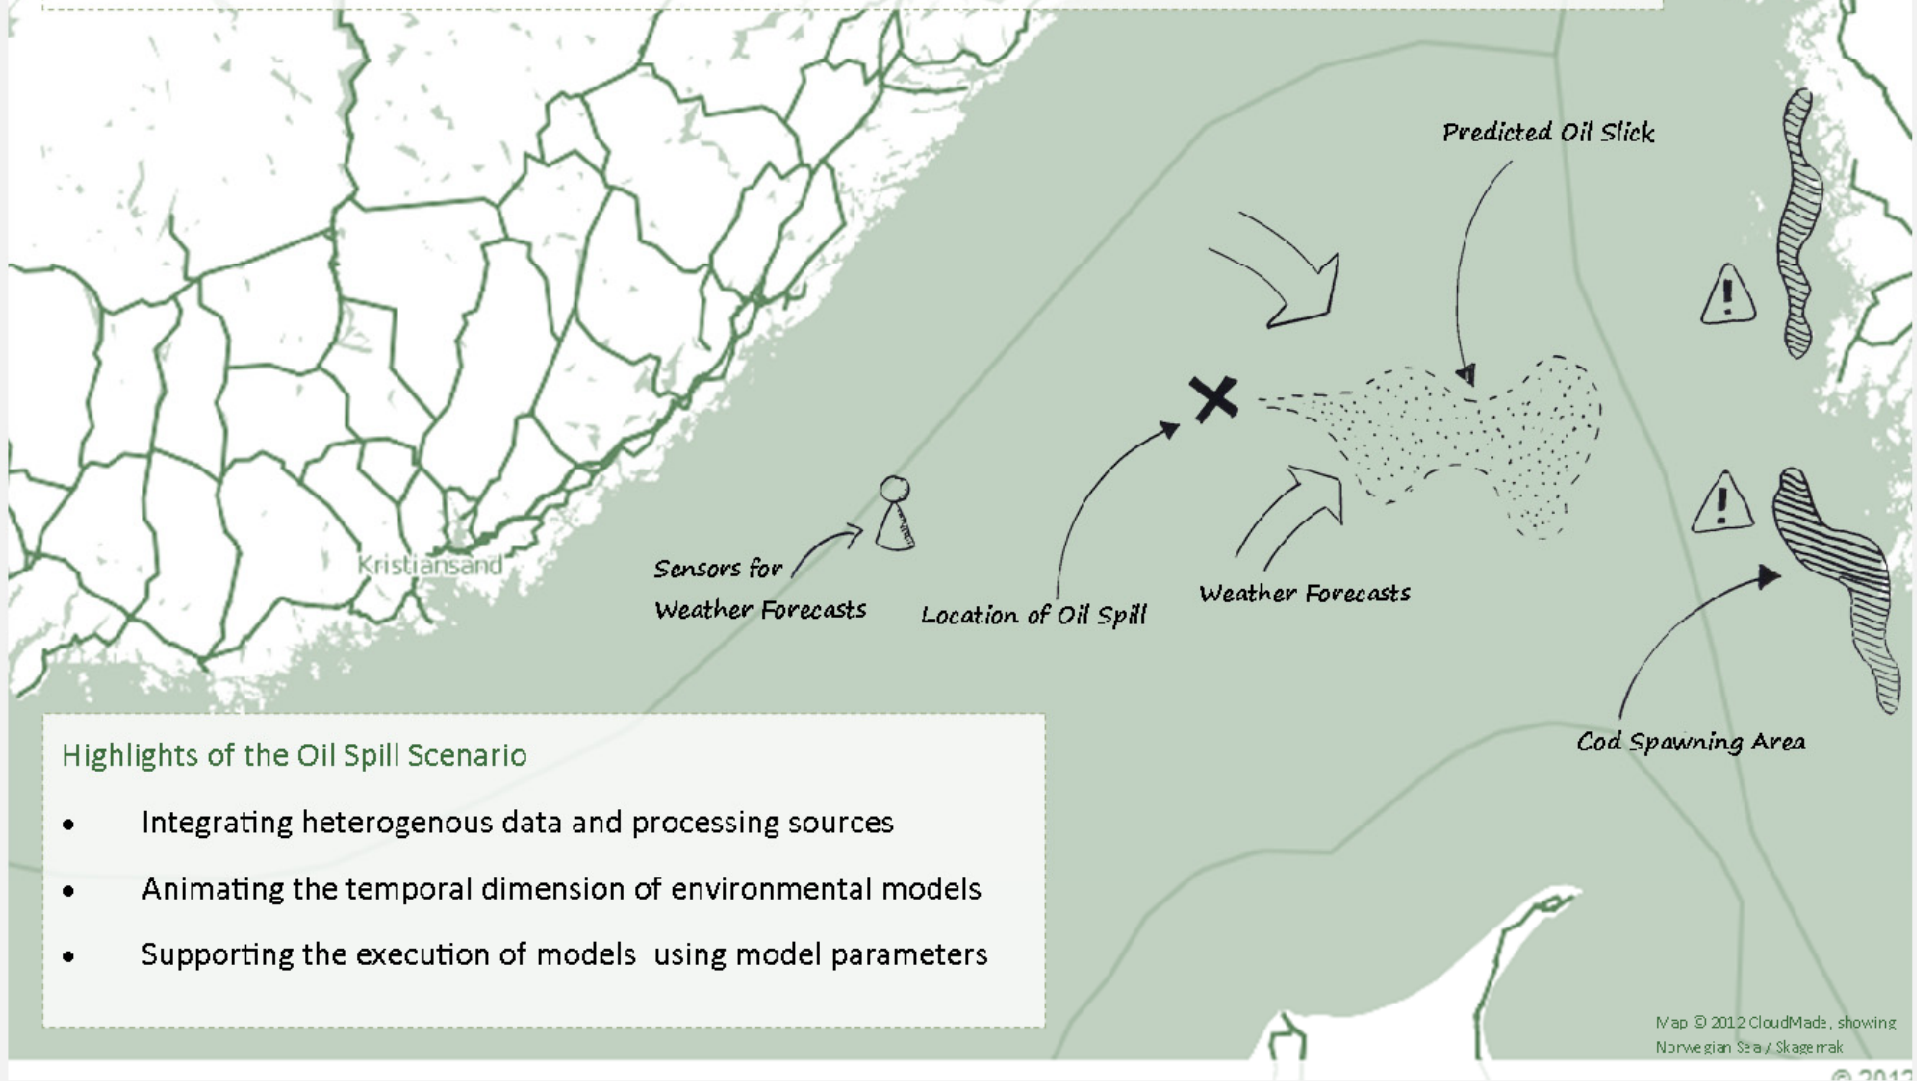 Predicted Oil Slick
Kristiansand
Sensors for
Weather Forecasts
Location of Oil Spill
Weather Forecasts
Cod Spawning Area
Highlights of the Oil Spill Scenario
• Integrating heterogenous data and processing sources
• Animating the temporal dimension of environmental models
• Supporting the execution of models  using model parameters
Map © 2012 CloudMade, showing
Norwegian Sea / Skagerrak
© 2012